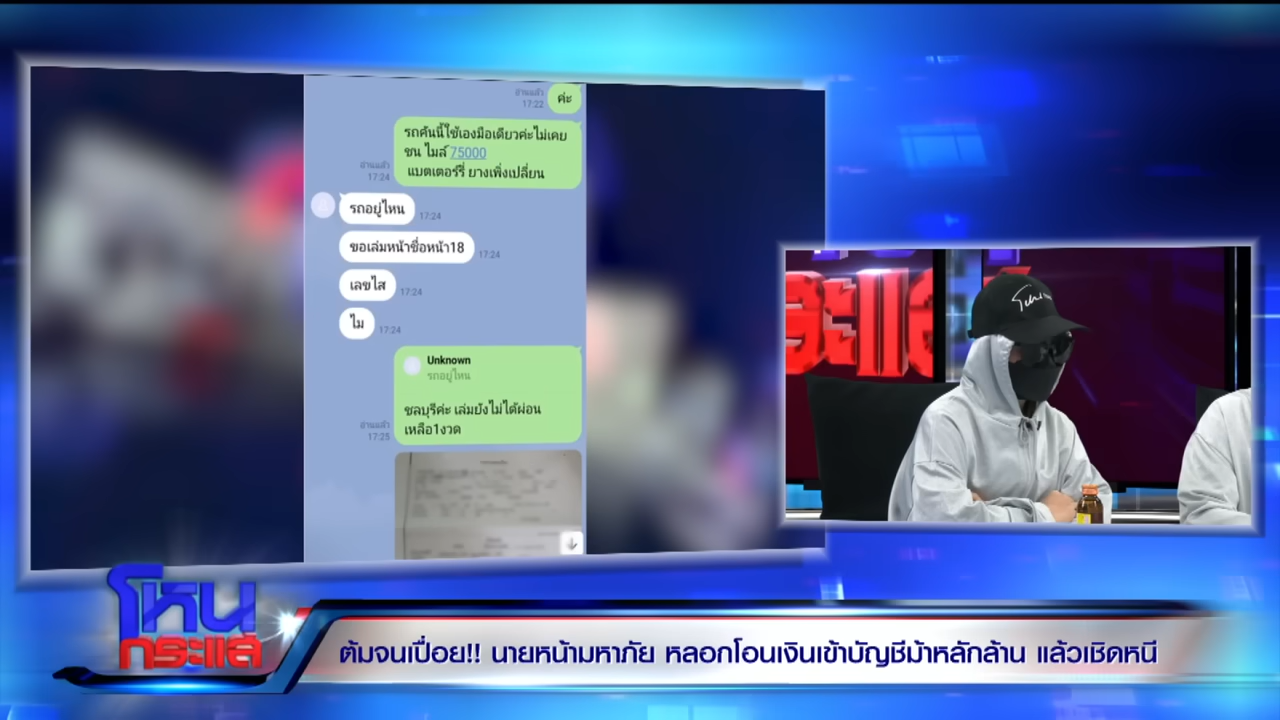 อ่านแล้ว
17:22
ค่ะ
รถคันนี้ใช้เองมือเดียวค่ะไม่เคย
ชน ไมล์ 75000
แบตเตอร์รี่ ยางเพิ่งเปลี่ยน
อ่านแล้ว
17:24
รถอยู่ไหน
17:24
ขอเล่มหน้าชื่อหน้า18
17:24
เลขไส
17:24
ไม
17:24
Unknown
รถอยู่ไหน
ชลบุรีค่ะ เล่มยังไม่ได้ผ่อน
เหลือ1งวด
อ่านแล้ว
17:25
โหนกระแส
ต้มจนเปื่อย!! นายหน้ามหาภัย หลอกโอนเงินเข้าบัญชีม้าหลักล้าน แล้วเชิดหนี